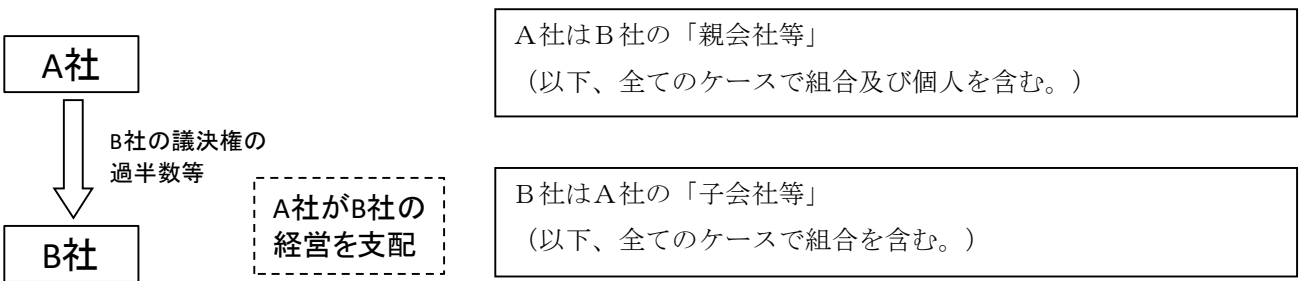 A社
B社の議決権の
過半数等
B社
A社がB社の
経営を支配
A社はB社の「親会社等」
（以下、全てのケースで組合及び個人を含む。）
B社はA社の「子会社等」
（以下、全てのケースで組合を含む。）